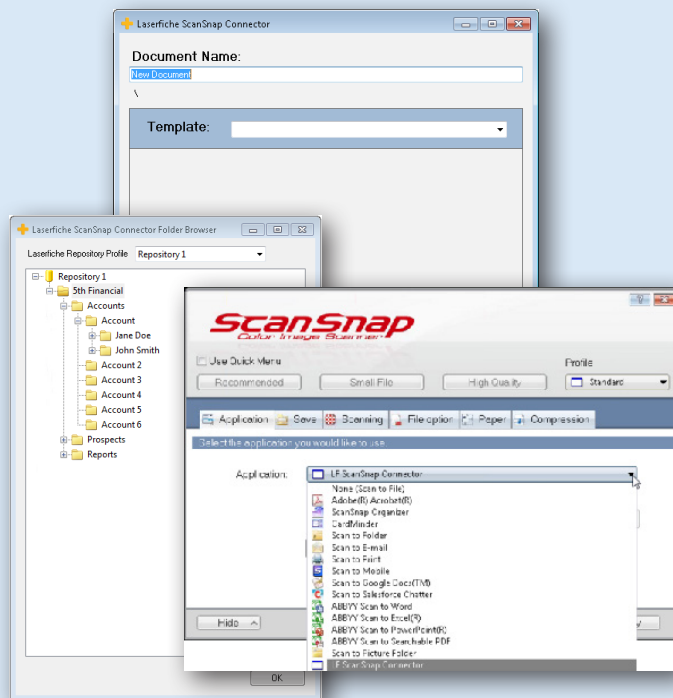 Laserfiche ScanSnap Connector
Document Name:
New Document
\
Template:
Laserfiche ScanSnap Connector Folder Browser
Laserfiche Repository Profile
Repository 1
Repository 1
5th Financial
Accounts
Account
Jane Doe
John Smith
Account 2
Account 3
Account 4
Account 5
Account 6
Prospects
Reports
OK
ScanSnap
Color Image Scanner
Use Quick Menu
Profile
Recommended
Small File
High Quality
Standard
Application
Save
Scanning
File option
Paper
Compression
Select the application you would like to use.
Application:
LF ScanSnap Connector
None (Scan to File)
Adobe(R) Acrobat(R)
ScanSnap Organizer
CardMinder
Scan to Folder
Scan to E-mail
Scan to Print
Scan to Mobile
Scan to Google Docs(TM)
Scan to Salesforce Chatter
ABBYY Scan to Word
ABBYY Scan to Excel(R)
ABBYY Scan to PowerPoint(R)
ABBYY Scan to Searchable PDF
Scan to Picture Folder
LF ScanSnap Connector
Hide